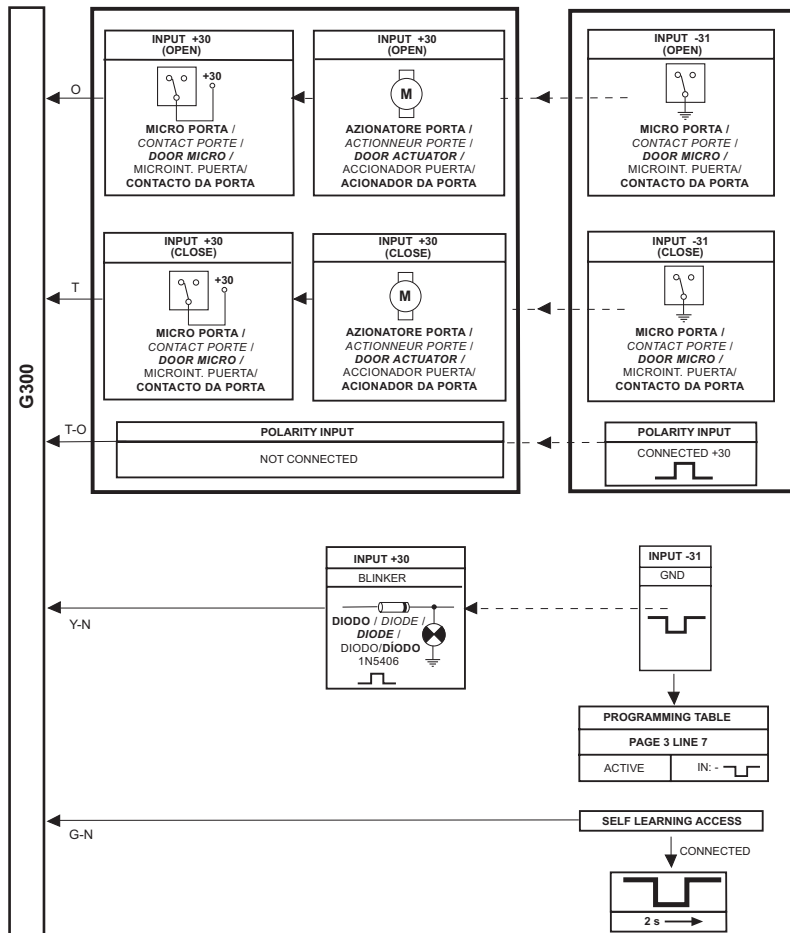 G300
O
INPUT +30
(OPEN)
+30
MICRO PORTA /
CONTACT PORTE /
DOOR MICRO /
MICROINT. PUERTA/
CONTACTO DA PORTA
INPUT +30
(OPEN)
M
AZIONATORE PORTA /
ACTIONNEUR PORTE /
DOOR ACTUATOR /
ACCIONADOR PUERTA/
ACIONADOR DA PORTA
INPUT -31
(OPEN)
MICRO PORTA /
CONTACT PORTE /
DOOR MICRO /
MICROINT. PUERTA/
CONTACTO DA PORTA
T
INPUT +30
(CLOSE)
+30
MICRO PORTA /
CONTACT PORTE /
DOOR MICRO /
MICROINT. PUERTA/
CONTACTO DA PORTA
INPUT +30
(CLOSE)
M
AZIONATORE PORTA /
ACTIONNEUR PORTE /
DOOR ACTUATOR /
ACCIONADOR PUERTA/
ACIONADOR DA PORTA
INPUT -31
(CLOSE)
MICRO PORTA /
CONTACT PORTE /
DOOR MICRO /
MICROINT. PUERTA/
CONTACTO DA PORTA
T-O
POLARITY INPUT
NOT CONNECTED
POLARITY INPUT
CONNECTED +30
Y-N
INPUT +30
BLINKER
DIODO / DIODE /
DIODE /
DIODO/DÍODO
1N5406
INPUT -31
GND
PROGRAMMING TABLE
PAGE 3 LINE 7
ACTIVE
IN: -
G-N
SELF LEARNING ACCESS
CONNECTED
2 s